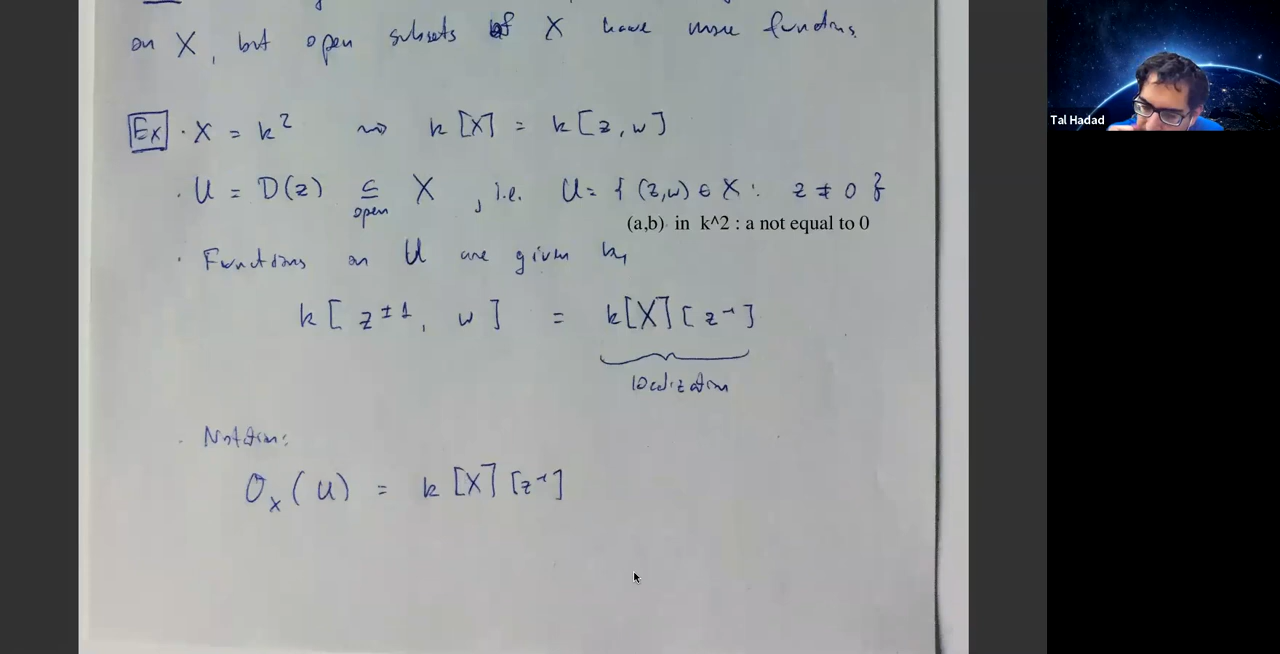 on X, but open subsets of X have more functions.
Ex · X = k² ⇝ k[X] = k[z, w]
· U = D(z) ⊆ X, i.e. U = { (z,w) ∈ X : z ≠ 0 }
open
(a,b) in k^2 : a not equal to 0
· Functions on U are given by
k[z^{±1}, w] = k[X][z⁻¹]
localization
· Notation:
O_X(U) = k[X][z⁻¹]
Tal Hadad